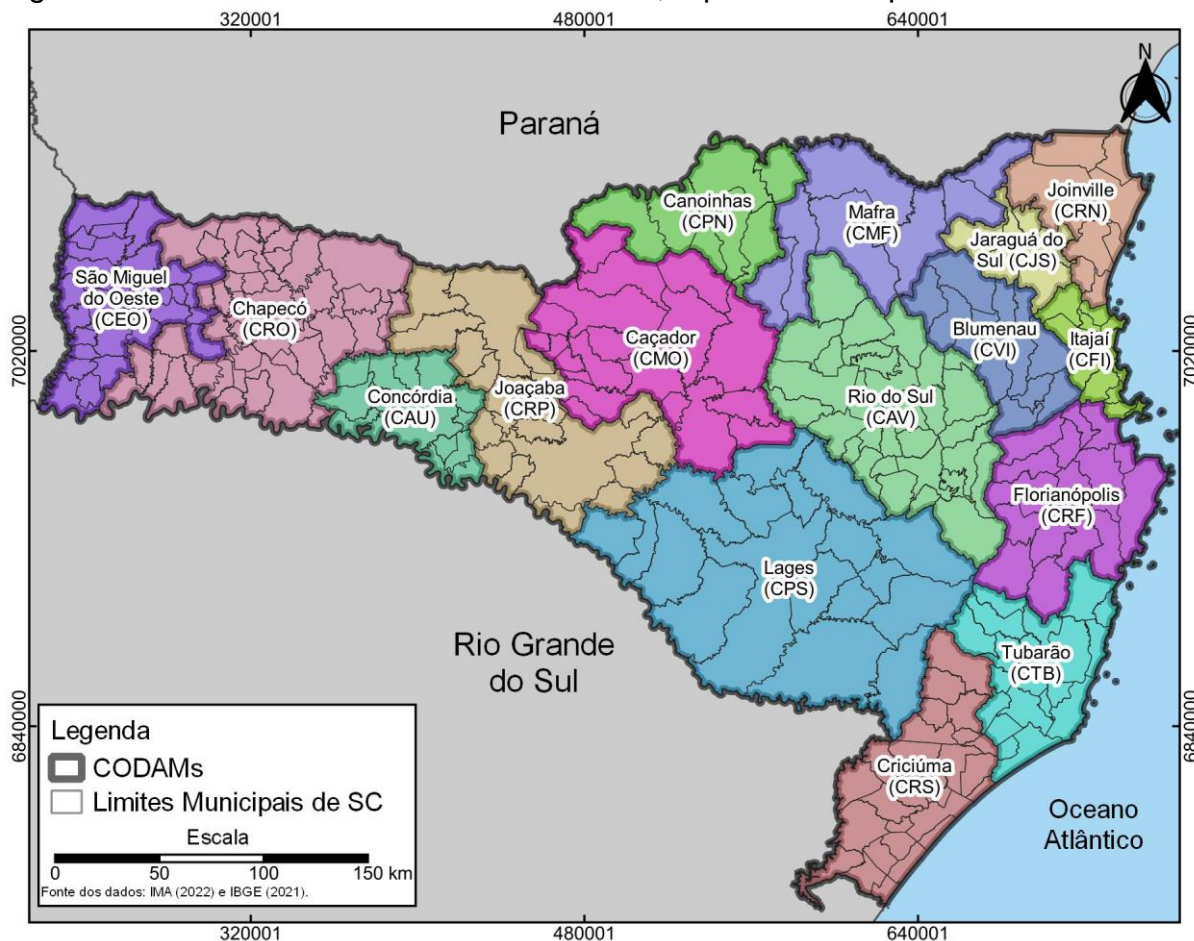 320001
480001
640001
N
Paraná
Canoinhas
(CPN)
Mafra
(CMF)
Joinville
(CRN)
Jaraguá do
Sul (CJS)
São Miguel
do Oeste
(CEO)
Chapecó
(CRO)
Caçador
(CMO)
Blumenau
(CVI)
Itajaí
(CFI)
7020000
7020000
Concórdia
(CAU)
Joaçaba
(CRP)
Rio do Sul
(CAV)
Florianópolis
(CRF)
Lages
(CPS)
Rio Grande
do Sul
Tubarão
(CTB)
6840000
6840000
Criciúma
(CRS)
Oceano
Atlântico
Legenda
CODAMs
Limites Municipais de SC
Escala
0 50 100 150 km
Fonte dos dados: IMA (2022) e IBGE (2021).
320001
480001
640001